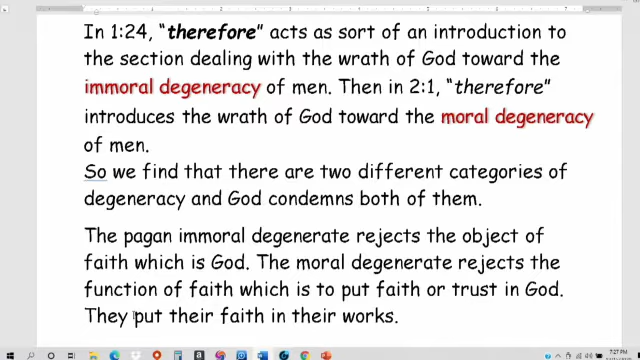 In 1:24, “therefore” acts as sort of an introduction to
the section dealing with the wrath of God toward the
immoral degeneracy of men. Then in 2:1, “therefore”
introduces the wrath of God toward the moral degeneracy
of men.
So we find that there are two different categories of
degeneracy and God condemns both of them.
The pagan immoral degenerate rejects the object of
faith which is God. The moral degenerate rejects the
function of faith which is to put faith or trust in God.
They put their faith in their works.
7:27 PM